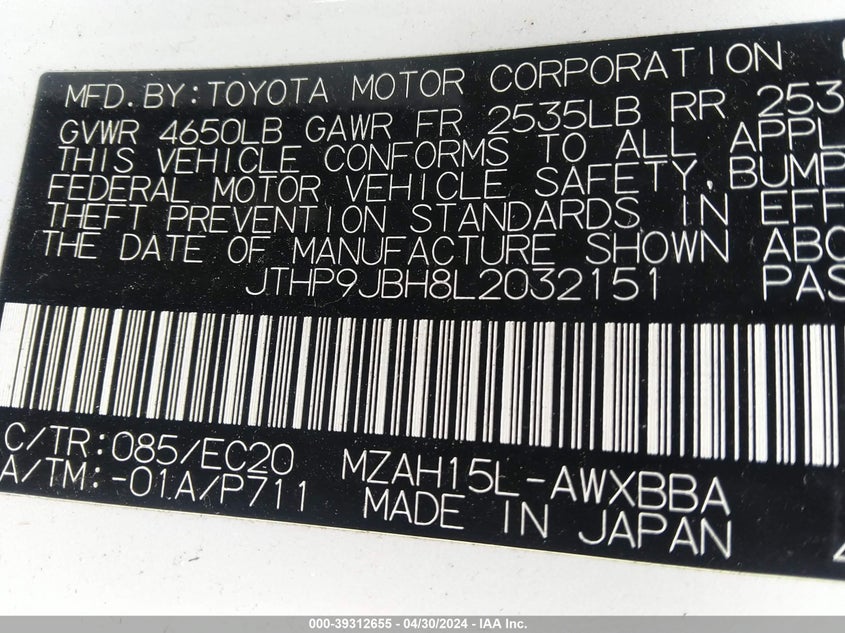 MFD. BY: TOYOTA MOTOR CORPORATION
GVWR 4650LB GAWR FR 2535LB RR 253
THIS VEHICLE CONFORMS TO ALL APPL
FEDERAL MOTOR VEHICLE SAFETY, BUMP
THEFT PREVENTION STANDARDS IN EFF
THE DATE OF MANUFACTURE SHOWN ABO
JTHP9JBH8L2032151 PAS
C/TR: 085/EC20 MZAH15L-AWXBBA
A/TM: -01A/P711 MADE IN JAPAN
000-39312655 - 04/30/2024 - IAA Inc.